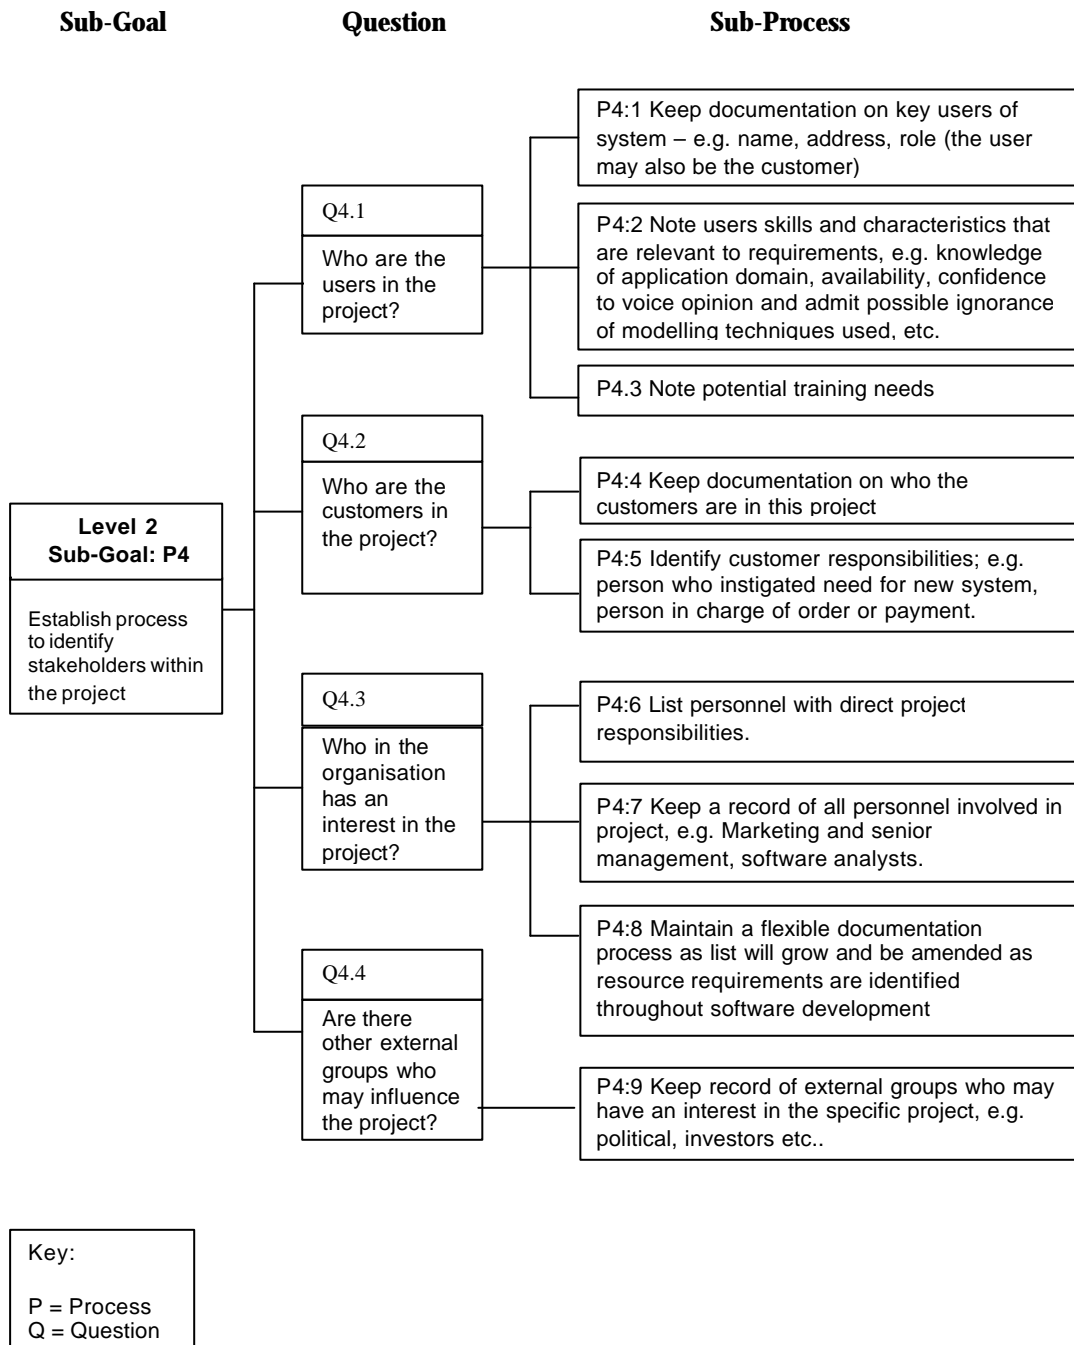 Sub-Goal
Question
Sub-Process
Level 2
Sub-Goal: P4
Establish process
to identify
stakeholders within
the project
Q4.1
Who are the
users in the
project?
P4:1 Keep documentation on key users of
system – e.g. name, address, role (the user
may also be the customer)
P4:2 Note users skills and characteristics that
are relevant to requirements, e.g. knowledge
of application domain, availability, confidence
to voice opinion and admit possible ignorance
of modelling techniques used, etc.
P4.3 Note potential training needs
Q4.2
Who are the
customers in
the project?
P4:4 Keep documentation on who the
customers are in this project
P4:5 Identify customer responsibilities; e.g.
person who instigated need for new system,
person in charge of order or payment.
Q4.3
Who in the
organisation
has an
interest in the
project?
P4:6 List personnel with direct project
responsibilities.
P4:7 Keep a record of all personnel involved in
project, e.g. Marketing and senior
management, software analysts.
P4:8 Maintain a flexible documentation
process as list will grow and be amended as
resource requirements are identified
throughout software development
Q4.4
Are there
other external
groups who
may influence
the project?
P4:9 Keep record of external groups who may
have an interest in the specific project, e.g.
political, investors etc..
Key:
P = Process
Q = Question